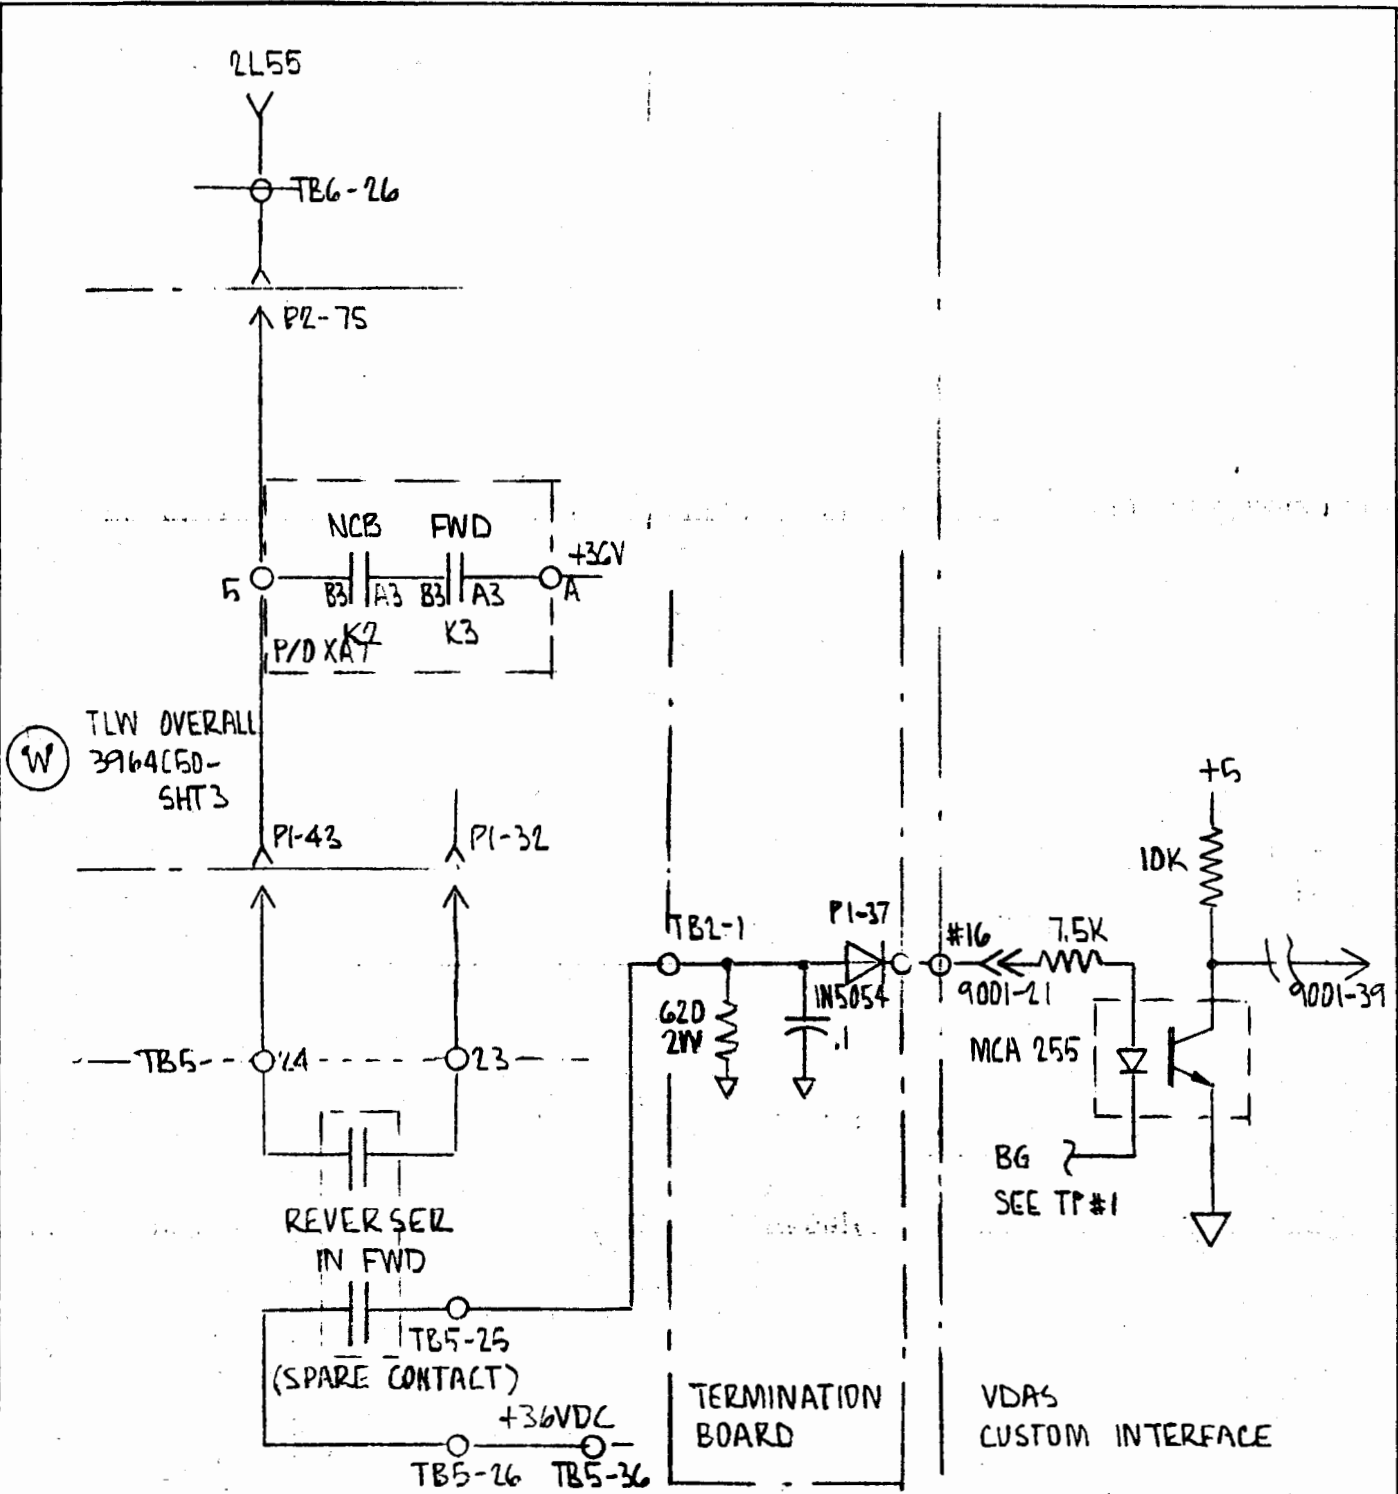 2L55
TB6-26
P2-75
NCB FWD
+36V
5
B3 A3 B3 A3
A
K2 K3
P/O XA7
W
TLW OVERALL
3964C50-
SHT3
P1-43
P1-32
+5
10K
TB2-1
P1-37
#16
7.5K
1N5054
9001-21
9001-39
620
2W
.1
MCA 255
TB5
24
23
BG
SEE TP#1
REVERSER
IN FWD
TB5-25
(SPARE CONTACT)
+36VDC
TB5-26
TB5-36
TERMINATION
BOARD
VDAS
CUSTOM INTERFACE